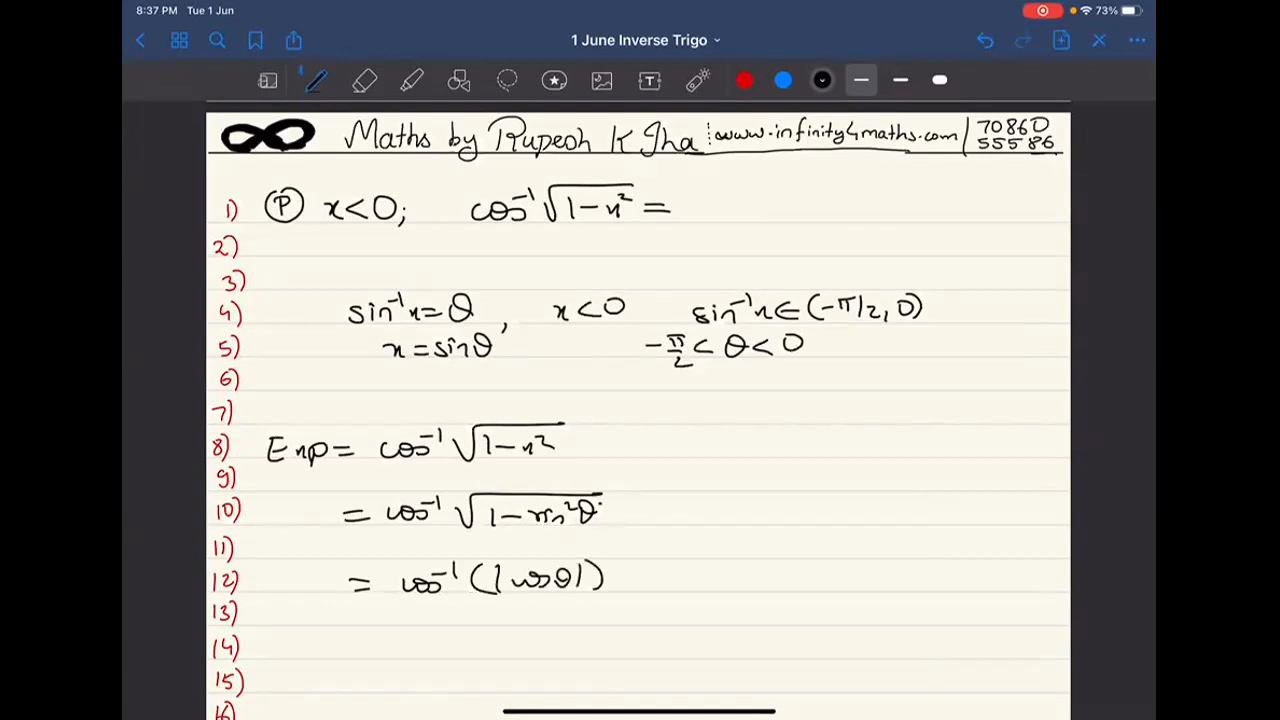 8:37 PM Tue 1 Jun
73%
1 June Inverse Trigo
T
Maths by Rupesh K Jha www.infinity4maths.com 70860 55586
1) P x<0; cos⁻¹√(1-x²) =
2)
3)
4) sin⁻¹x=θ, x<0 sin⁻¹x∈(-π/2, 0)
5) x=sinθ -π/2<θ<0
6)
7)
8) Exp= cos⁻¹√(1-x²)
9)
10) = cos⁻¹√(1-sin²θ)
11)
12) = cos⁻¹(|cosθ|)
13)
14)
15)
16)